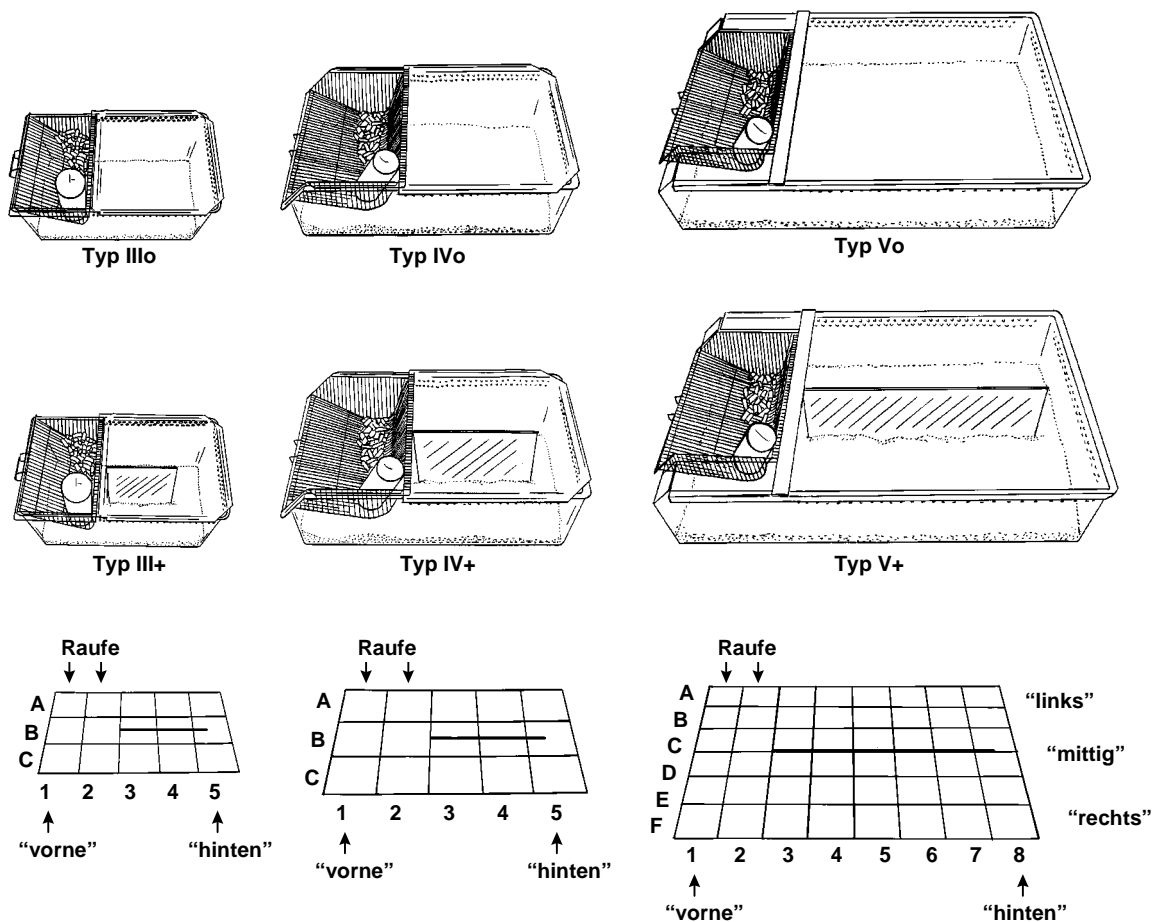 Typ IIIo
Typ IVo
Typ Vo
Typ III+
Typ IV+
Typ V+
Raufe
A
B
C
1 2 3 4 5
“vorne” “hinten”
Raufe
A
B
C
1 2 3 4 5
“vorne” “hinten”
Raufe
A “links”
B
C “mittig”
D
E
F “rechts”
1 2 3 4 5 6 7 8
“vorne” “hinten”